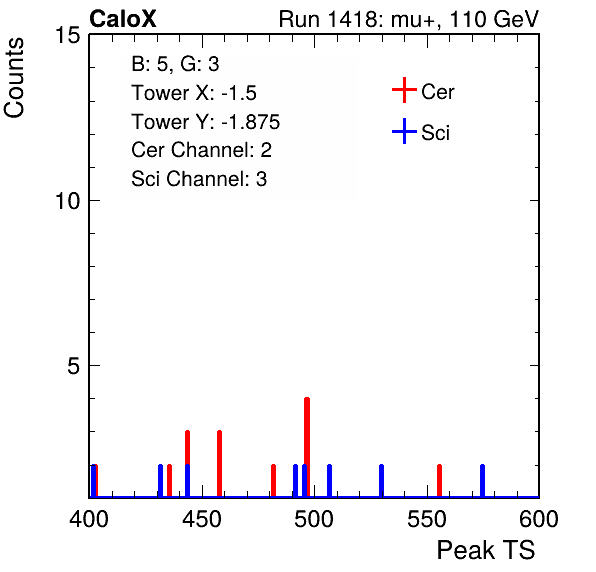 CaloX Run 1418: mu+, 110 GeV
Counts
15
10
5
B: 5, G: 3
Tower X: -1.5
Tower Y: -1.875
Cer Channel: 2
Sci Channel: 3
Cer
Sci
400 450 500 550 600
Peak TS